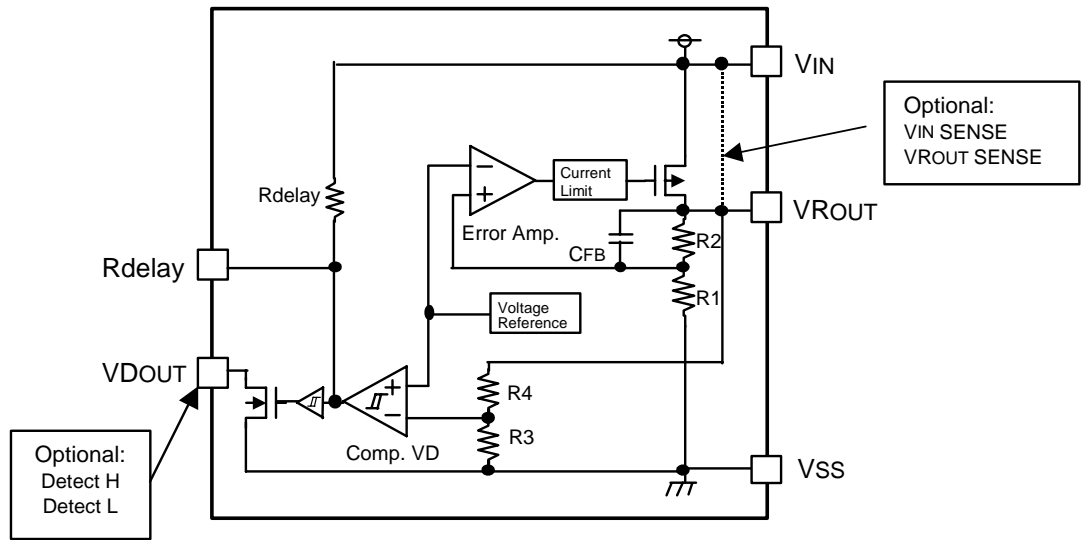 VIN
Optional:
VIN SENSE
VROUT SENSE
Current
Limit
Rdelay
−
+
VROUT
Error Amp.
CFB
R2
Rdelay
R1
Voltage
Reference
VDOUT
+
−
R4
R3
Comp. VD
Optional:
Detect H
Detect L
VSS